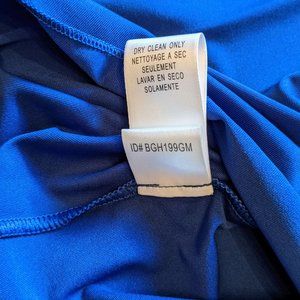 DRY CLEAN ONLY
NETTOYAGE A SEC
SEULEMENT
LAVAR EN SECO
SOLAMENTE
ID# BGH199GM